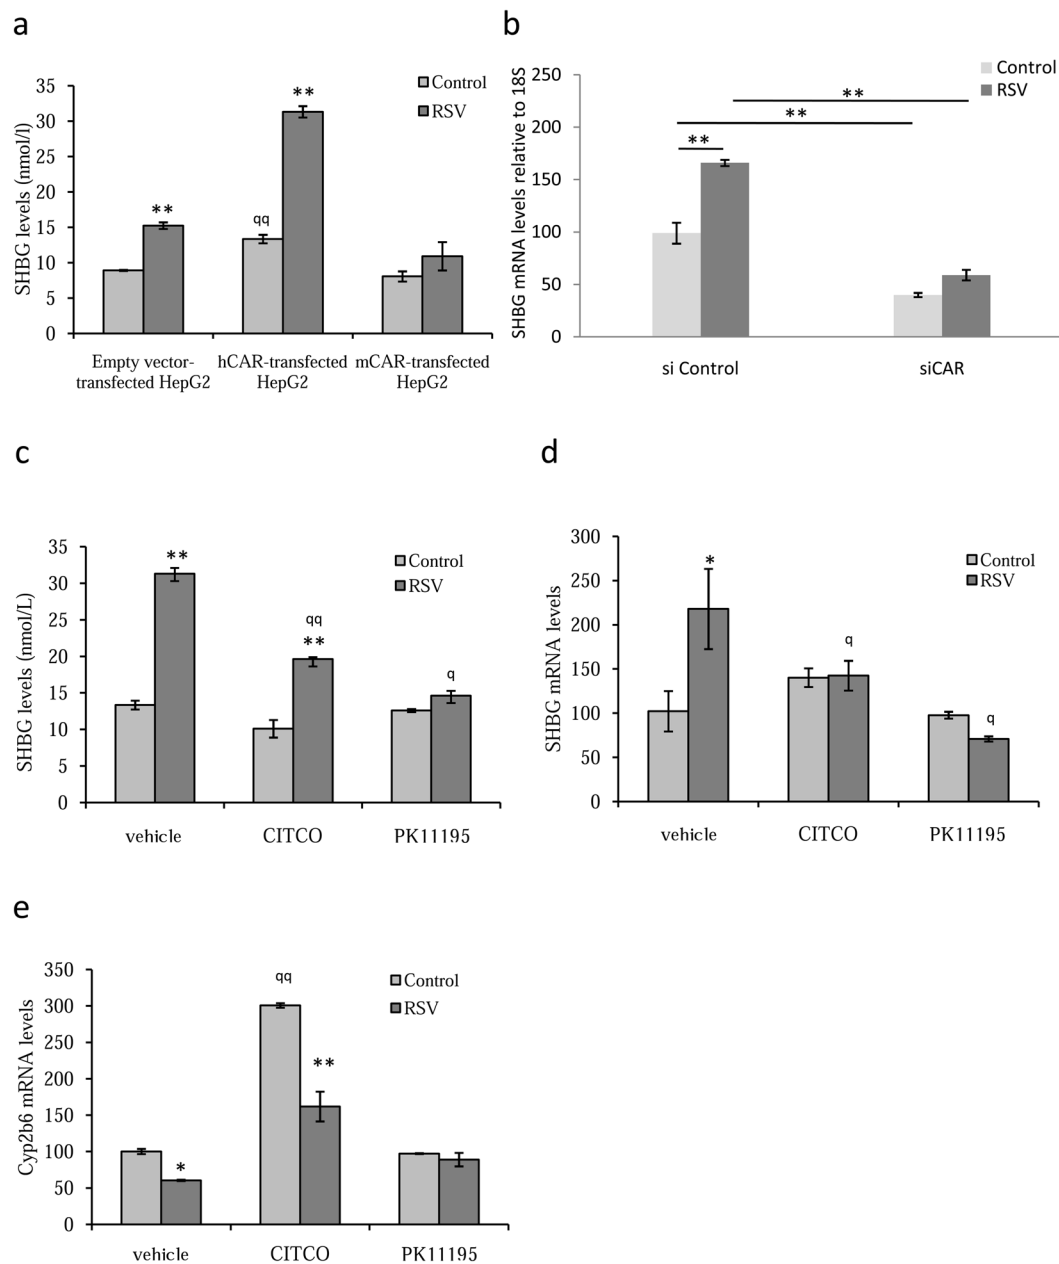 a
SHBG levels (nmol/l)
35
30
25
20
15
10
5
0
Control
RSV
**
qq
**
Empty vector-
transfected HepG2
hCAR-transfected
HepG2
mCAR-transfected
HepG2
b
SHBG mRNA levels relative to 18S
250
200
150
100
50
0
Control
RSV
**
**
**
si Control
siCAR
c
SHBG levels (nmol/L)
35
30
25
20
15
10
5
0
Control
RSV
**
qq
**
q
vehicle
CITCO
PK11195
d
SHBG mRNA levels
300
250
200
150
100
50
0
Control
RSV
*
q
q
vehicle
CITCO
PK11195
e
Cyp2b6 mRNA levels
350
300
250
200
150
100
50
0
Control
RSV
*
qq
**
vehicle
CITCO
PK11195